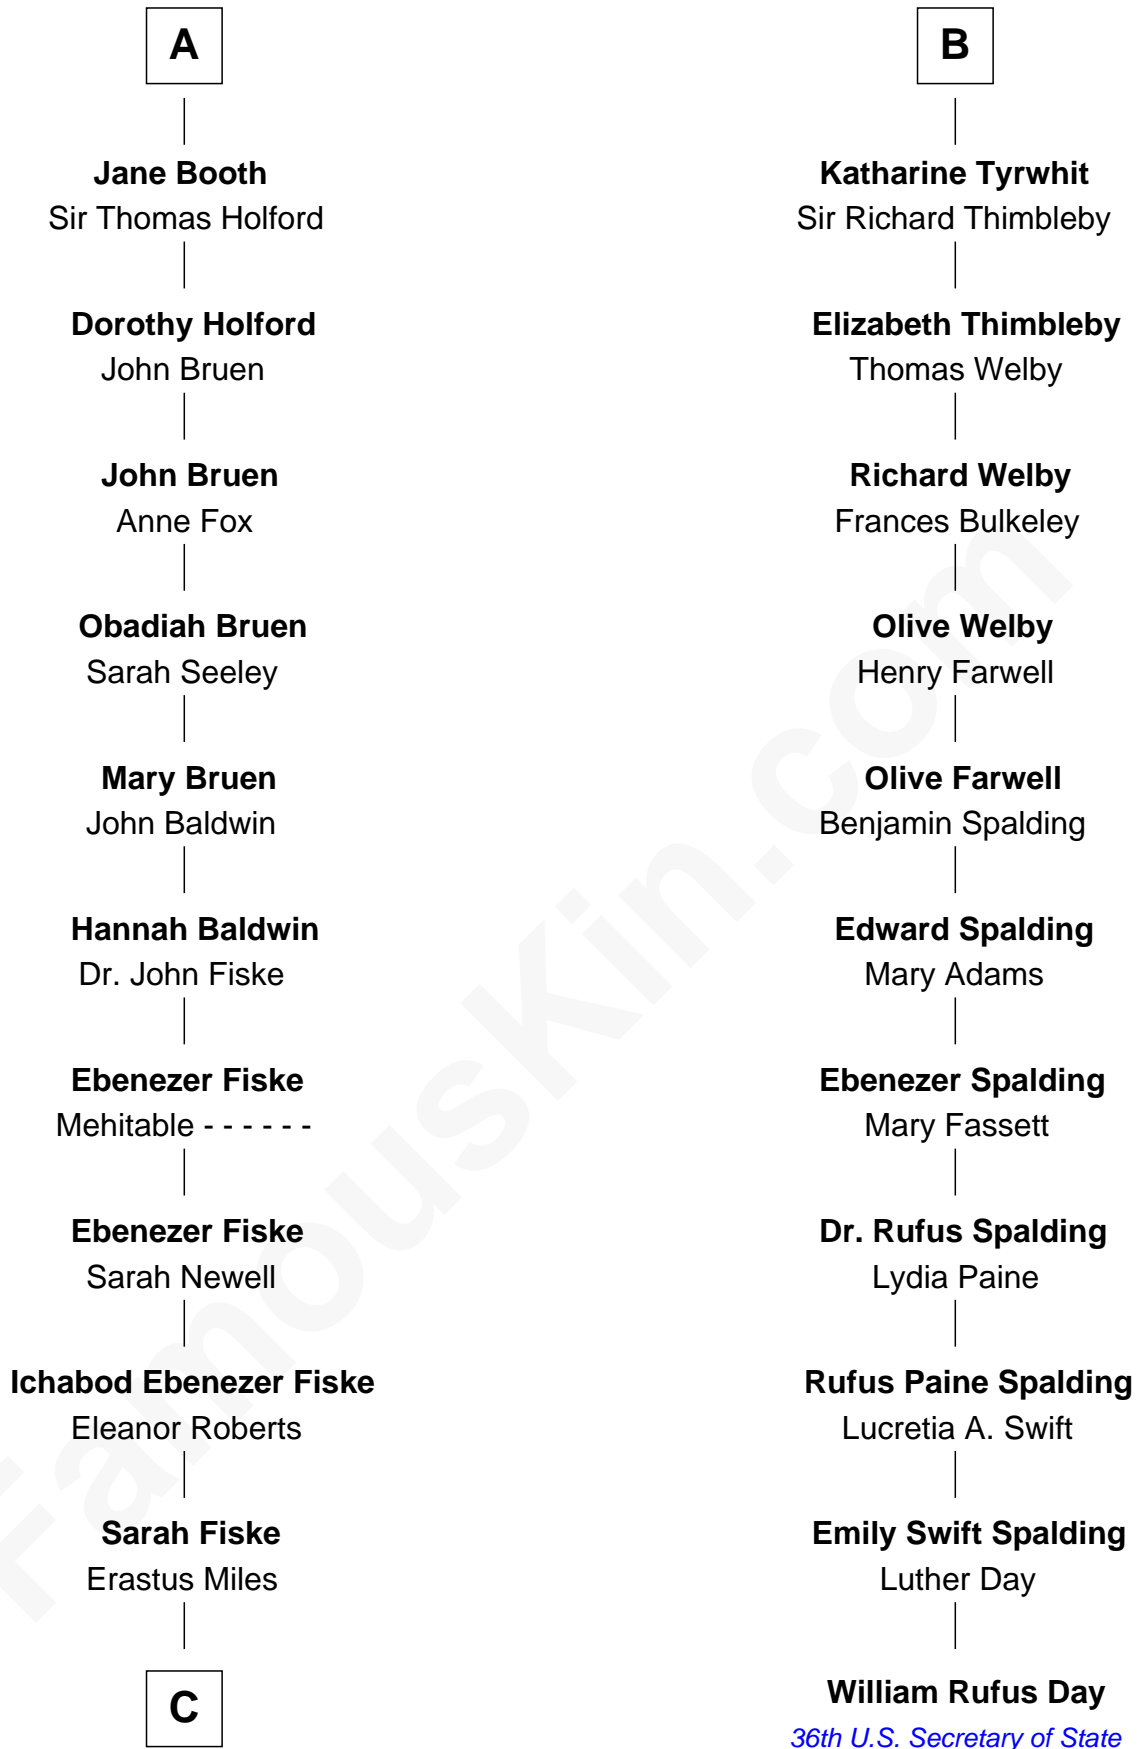 A
Jane Booth
Sir Thomas Holford
Dorothy Holford
John Bruen
John Bruen
Anne Fox
Obadiah Bruen
Sarah Seeley
Mary Bruen
John Baldwin
Hannah Baldwin
Dr. John Fiske
Ebenezer Fiske
Mehitable - - - - - -
Ebenezer Fiske
Sarah Newell
Ichabod Ebenezer Fiske
Eleanor Roberts
Sarah Fiske
Erastus Miles
C
B
Katharine Tyrwhit
Sir Richard Thimbleby
Elizabeth Thimbleby
Thomas Welby
Richard Welby
Frances Bulkeley
Olive Welby
Henry Farwell
Olive Farwell
Benjamin Spalding
Edward Spalding
Mary Adams
Ebenezer Spalding
Mary Fassett
Dr. Rufus Spalding
Lydia Paine
Rufus Paine Spalding
Lucretia A. Swift
Emily Swift Spalding
Luther Day
William Rufus Day
36th U.S. Secretary of State
FamousKin.com